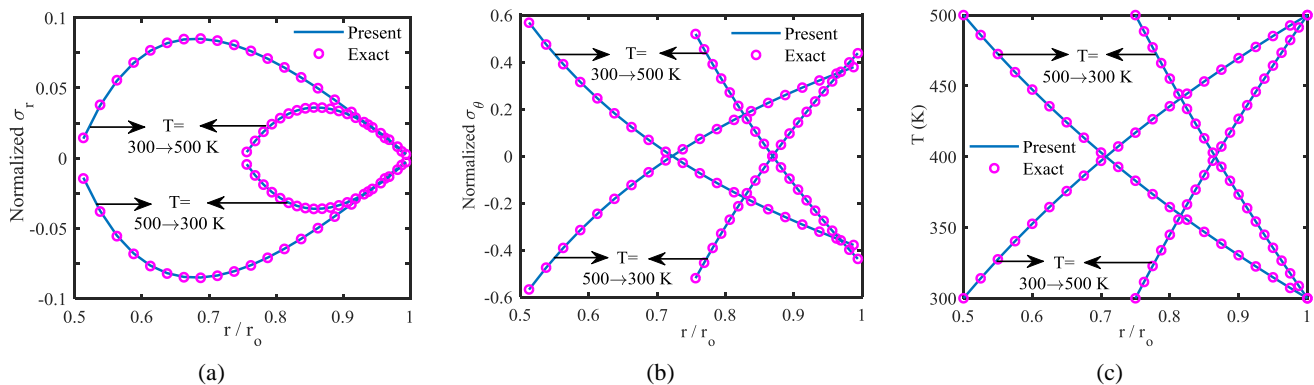 0.1
0.05
0
-0.05
-0.1
Normalized σr
Present
Exact
T=
300→500 K
T=
500→300 K
0.5 0.6 0.7 0.8 0.9 1
r / ro
(a)
0.6
0.4
0.2
0
-0.2
-0.4
-0.6
Normalized σθ
Present
Exact
T=
300→500 K
T=
500→300 K
0.5 0.6 0.7 0.8 0.9 1
r / ro
(b)
500
450
400
350
300
T (K)
T=
500→300 K
Present
Exact
T=
300→500 K
0.5 0.6 0.7 0.8 0.9 1
r / ro
(c)